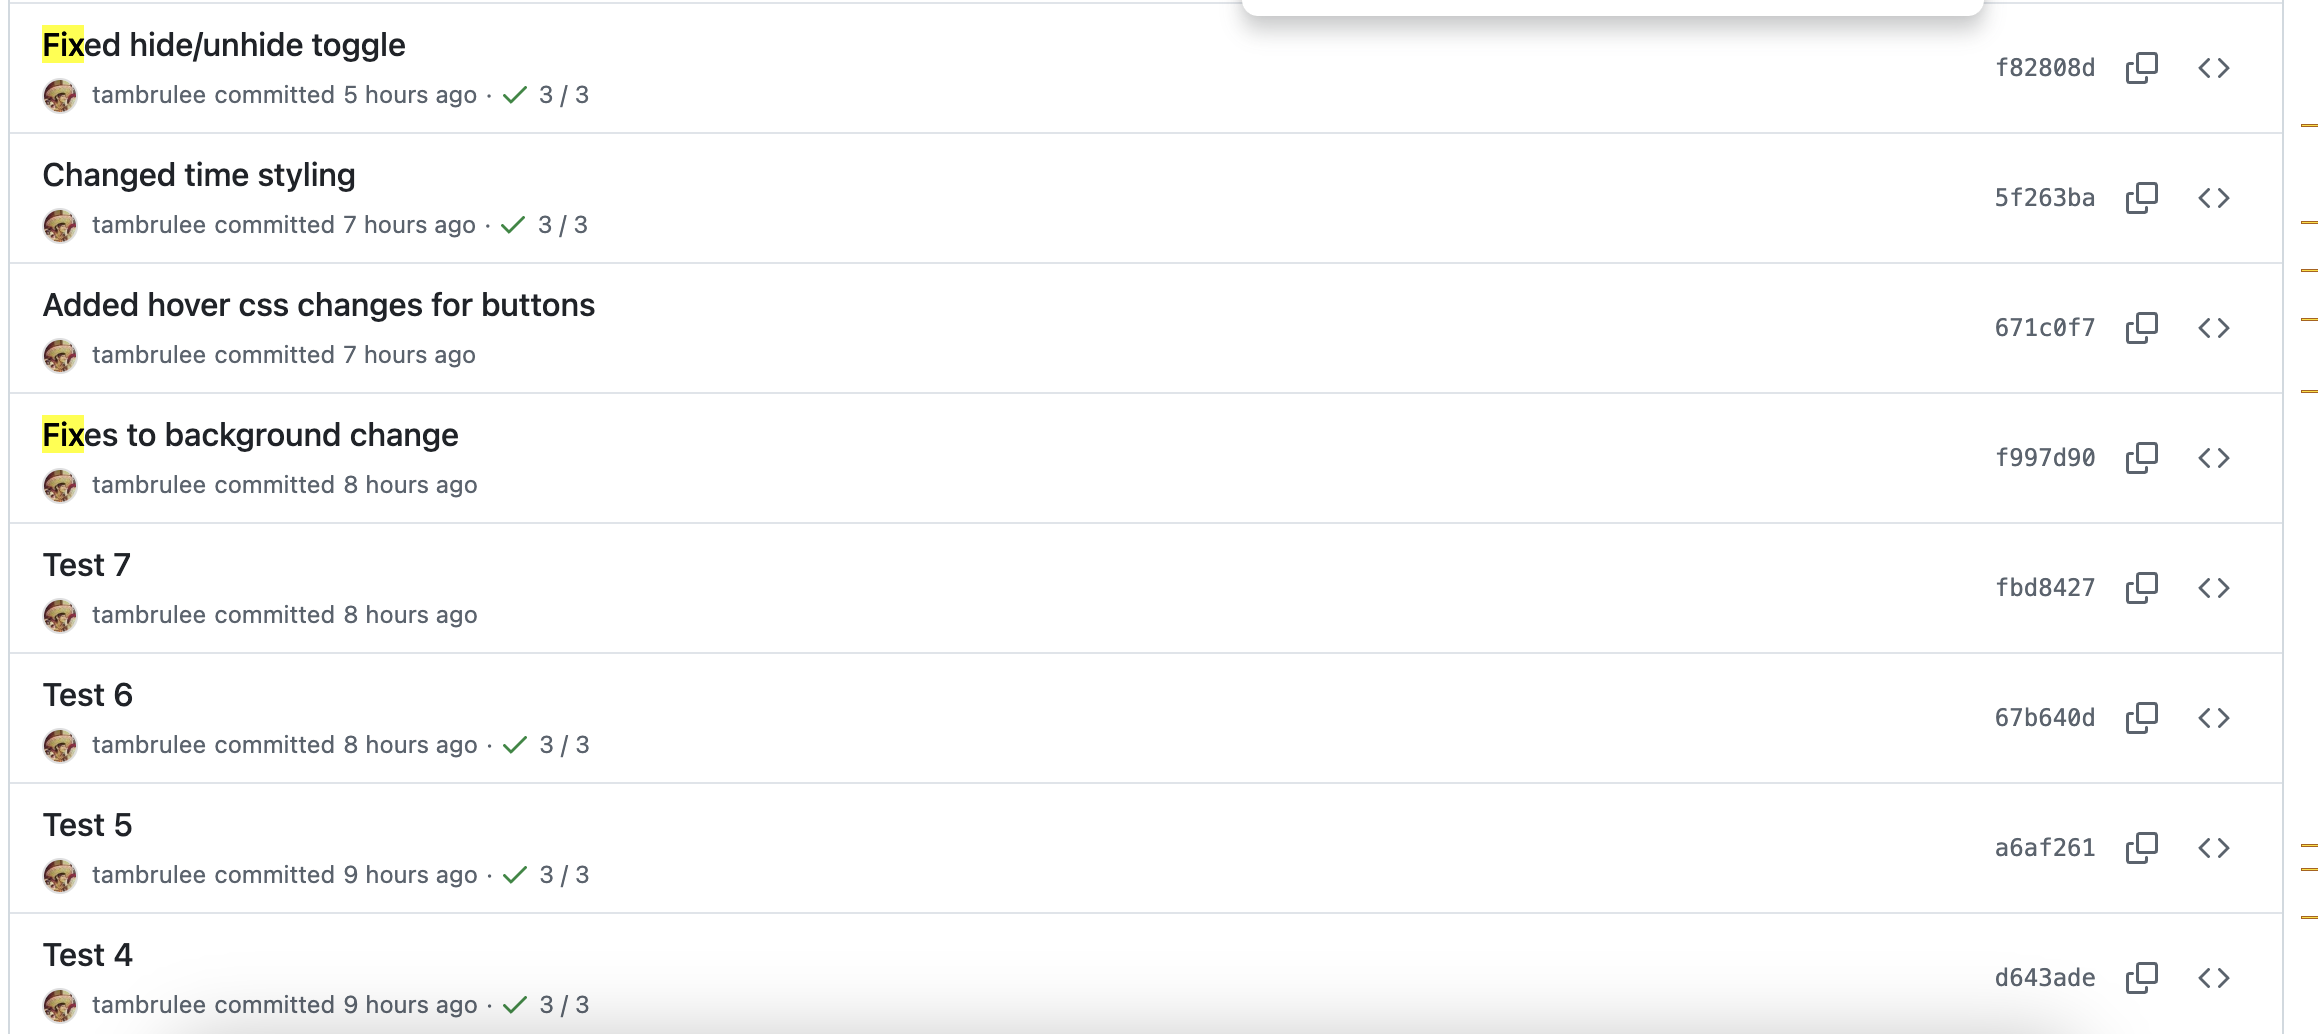 Fixed hide/unhide toggle
tambrulee committed 5 hours ago · 3 / 3
f82808d
Changed time styling
tambrulee committed 7 hours ago · 3 / 3
5f263ba
Added hover css changes for buttons
tambrulee committed 7 hours ago
671c0f7
Fixes to background change
tambrulee committed 8 hours ago
f997d90
Test 7
tambrulee committed 8 hours ago
fbd8427
Test 6
tambrulee committed 8 hours ago · 3 / 3
67b640d
Test 5
tambrulee committed 9 hours ago · 3 / 3
a6af261
Test 4
tambrulee committed 9 hours ago · 3 / 3
d643ade